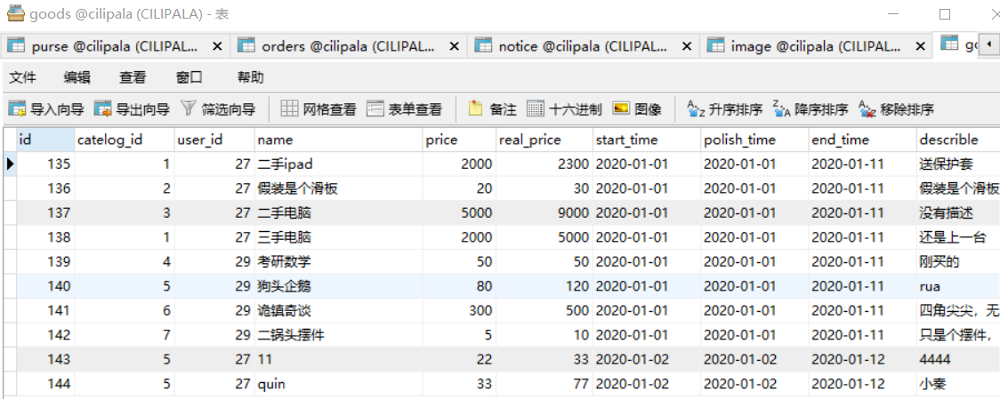 goods @cilipala (CILIPALA) - 表
purse @cilipala (CILIPAL... orders @cilipala (CILIPAL... notice @cilipala (CILIPAL... image @cilipala (CILIPAL... g
文件 编辑 查看 窗口 帮助
导入向导 导出向导 筛选向导 网格查看 表单查看 备注 十六进制 图像 升序排序 降序排序 移除排序
id catelog_id user_id name price real_price start_time polish_time end_time describle
135 1 27 二手ipad 2000 2300 2020-01-01 2020-01-01 2020-01-11 送保护套
136 2 27 假装是个滑板 20 30 2020-01-01 2020-01-01 2020-01-11 假装是个滑板
137 3 27 二手电脑 5000 9000 2020-01-01 2020-01-01 2020-01-11 没有描述
138 1 27 三手电脑 2000 5000 2020-01-01 2020-01-01 2020-01-11 还是上一台
139 4 29 考研数学 50 50 2020-01-01 2020-01-01 2020-01-11 刚买的
140 5 29 狗头企鹅 80 120 2020-01-01 2020-01-01 2020-01-11 rua
141 6 29 诡镇奇谈 300 500 2020-01-01 2020-01-01 2020-01-11 四角尖尖，无
142 7 29 二锅头摆件 5 10 2020-01-01 2020-01-01 2020-01-11 只是个摆件，
143 5 27 11 22 33 2020-01-02 2020-01-02 2020-01-12 4444
144 5 27 quin 33 77 2020-01-02 2020-01-02 2020-01-12 小秦